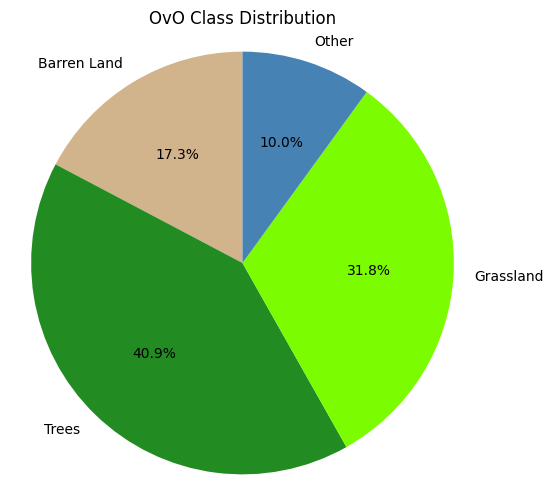 OvO Class Distribution
Other
Barren Land
10.0%
17.3%
31.8%
Grassland
40.9%
Trees